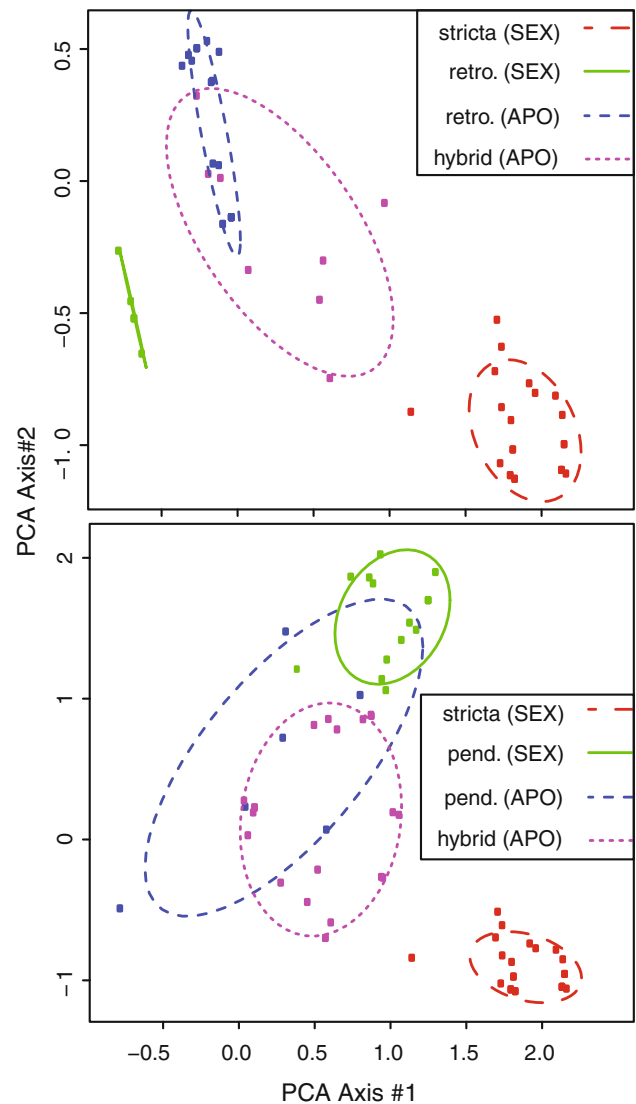 stricta (SEX)
retro. (SEX)
retro. (APO)
hybrid (APO)
0.5
0.0
−0.5
−1. 0
PCA Axis#2
stricta (SEX)
pend. (SEX)
pend. (APO)
hybrid (APO)
2
1
0
−1
−0.5
0.0
0.5
1.0
1.5
2.0
PCA Axis #1